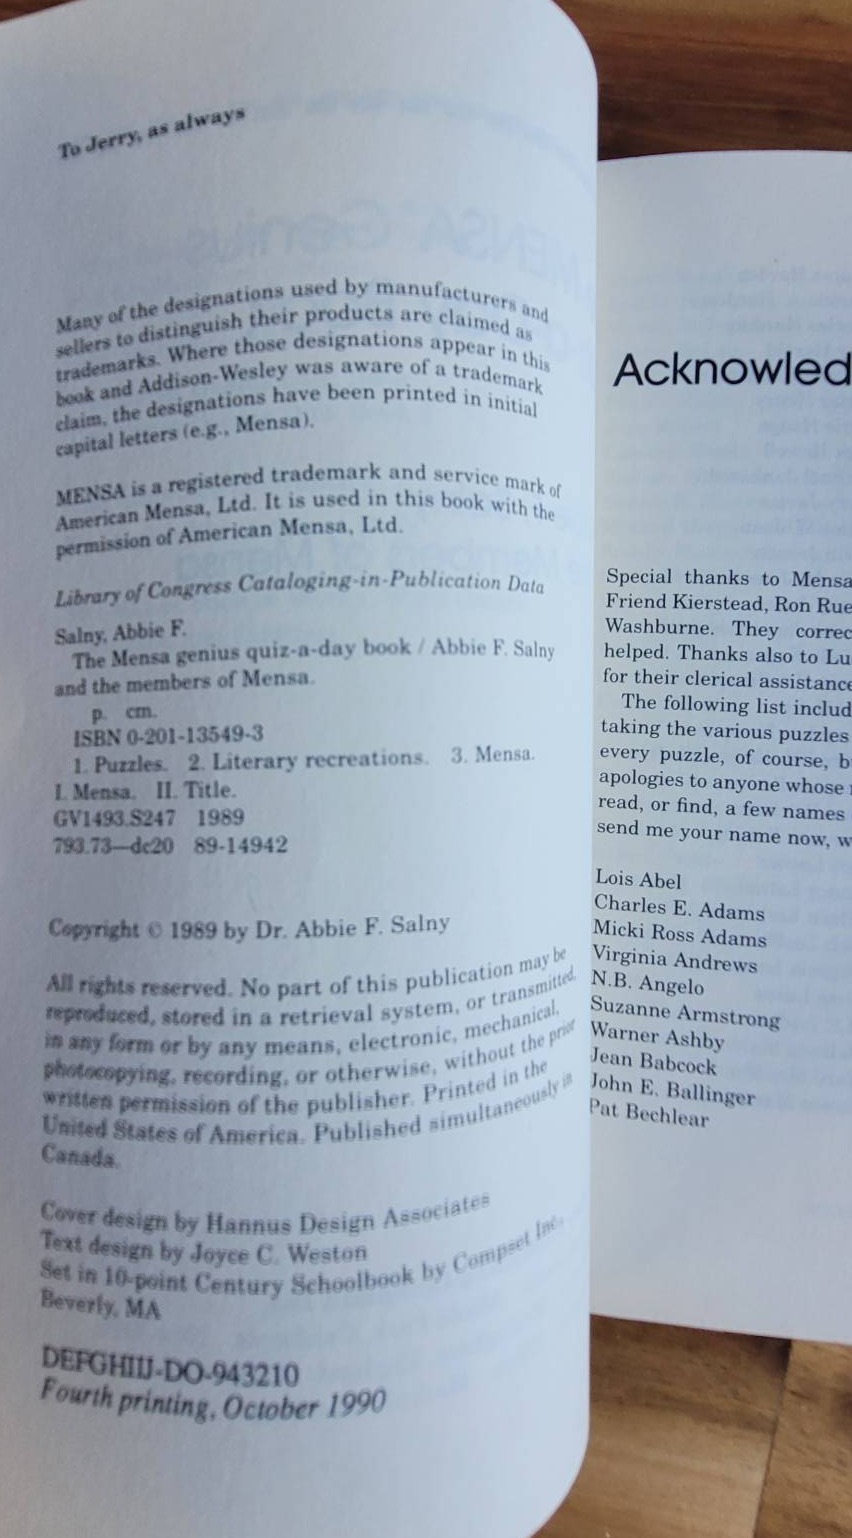 To Jerry, as always
Many of the designations used by manufacturers and
sellers to distinguish their products are claimed as
trademarks. Where those designations appear in this
book and Addison-Wesley was aware of a trademark
claim, the designations have been printed in initial
capital letters (e.g., Mensa).
MENSA is a registered trademark and service mark of
American Mensa, Ltd. It is used in this book with the
permission of American Mensa, Ltd.
Library of Congress Cataloging-in-Publication Data
Salny, Abbie F.
The Mensa genius quiz-a-day book / Abbie F. Salny
and the members of Mensa.
p. cm.
ISBN 0-201-13549-3
1. Puzzles. 2. Literary recreations. 3. Mensa.
I. Mensa. II. Title.
GV1493.S247 1989
793.73—dc20 89-14942
Copyright © 1989 by Dr. Abbie F. Salny
All rights reserved. No part of this publication may be
reproduced, stored in a retrieval system, or transmitted,
in any form or by any means, electronic, mechanical,
photocopying, recording, or otherwise, without the prior
written permission of the publisher. Printed in the
United States of America. Published simultaneously in
Canada.
Cover design by Hannus Design Associates
Text design by Joyce C. Weston
Set in 10-point Century Schoolbook by Compset Inc.,
Beverly, MA
DEFGHIJ-DO-943210
Fourth printing, October 1990
Acknowled
Special thanks to Mensa
Friend Kierstead, Ron Rue
Washburne. They correc
helped. Thanks also to Lu
for their clerical assistance
The following list includ
taking the various puzzles
every puzzle, of course, b
apologies to anyone whose
read, or find, a few names
send me your name now, w
Lois Abel
Charles E. Adams
Micki Ross Adams
Virginia Andrews
N.B. Angelo
Suzanne Armstrong
Warner Ashby
Jean Babcock
John E. Ballinger
Pat Bechlear